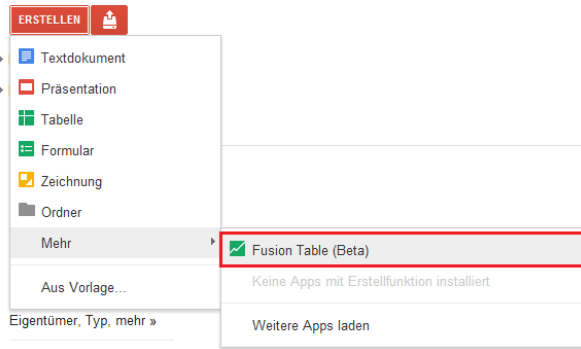 ERSTELLEN
Textdokument
Präsentation
Tabelle
Formular
Zeichnung
Ordner
Mehr
Fusion Table (Beta)
Keine Apps mit Erstellfunktion installiert
Aus Vorlage...
Weitere Apps laden
Eigentümer, Typ, mehr »